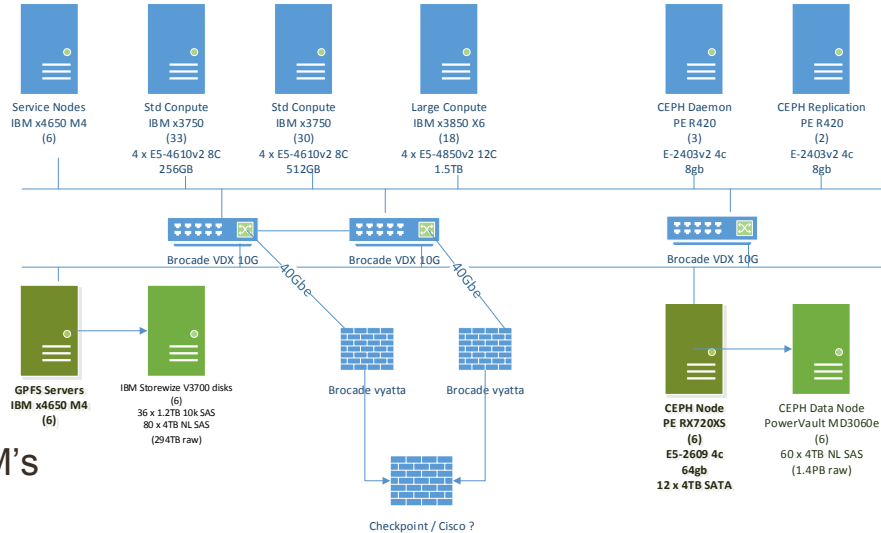 Service Nodes
IBM x4650 M4
(6)
Std Conpute
IBM x3750
(33)
4 x E5-4610v2 8C
256GB
Std Conpute
IBM x3750
(30)
4 x E5-4610v2 8C
512GB
Large Conpute
IBM x3850 X6
(18)
4 x E5-4850v2 12C
1.5TB
CEPH Daemon
PE R420
(3)
E-2403v2 4c
8gb
CEPH Replication
PE R420
(2)
E-2403v2 4c
8gb
Brocade VDX 10G
Brocade VDX 10G
Brocade VDX 10G
40Gbe
40Gbe
GPFS Servers
IBM x4650 M4
(6)
IBM Storewize V3700 disks
(6)
36 x 1.2TB 10k SAS
80 x 4TB NL SAS
(294TB raw)
Brocade vyatta
Brocade vyatta
CEPH Node
PE RX720XS
(6)
E5-2609 4c
64gb
12 x 4TB SATA
CEPH Data Node
PowerVault MD3060e
(6)
60 x 4TB NL SAS
(1.4PB raw)
M's
Checkpoint / Cisco ?